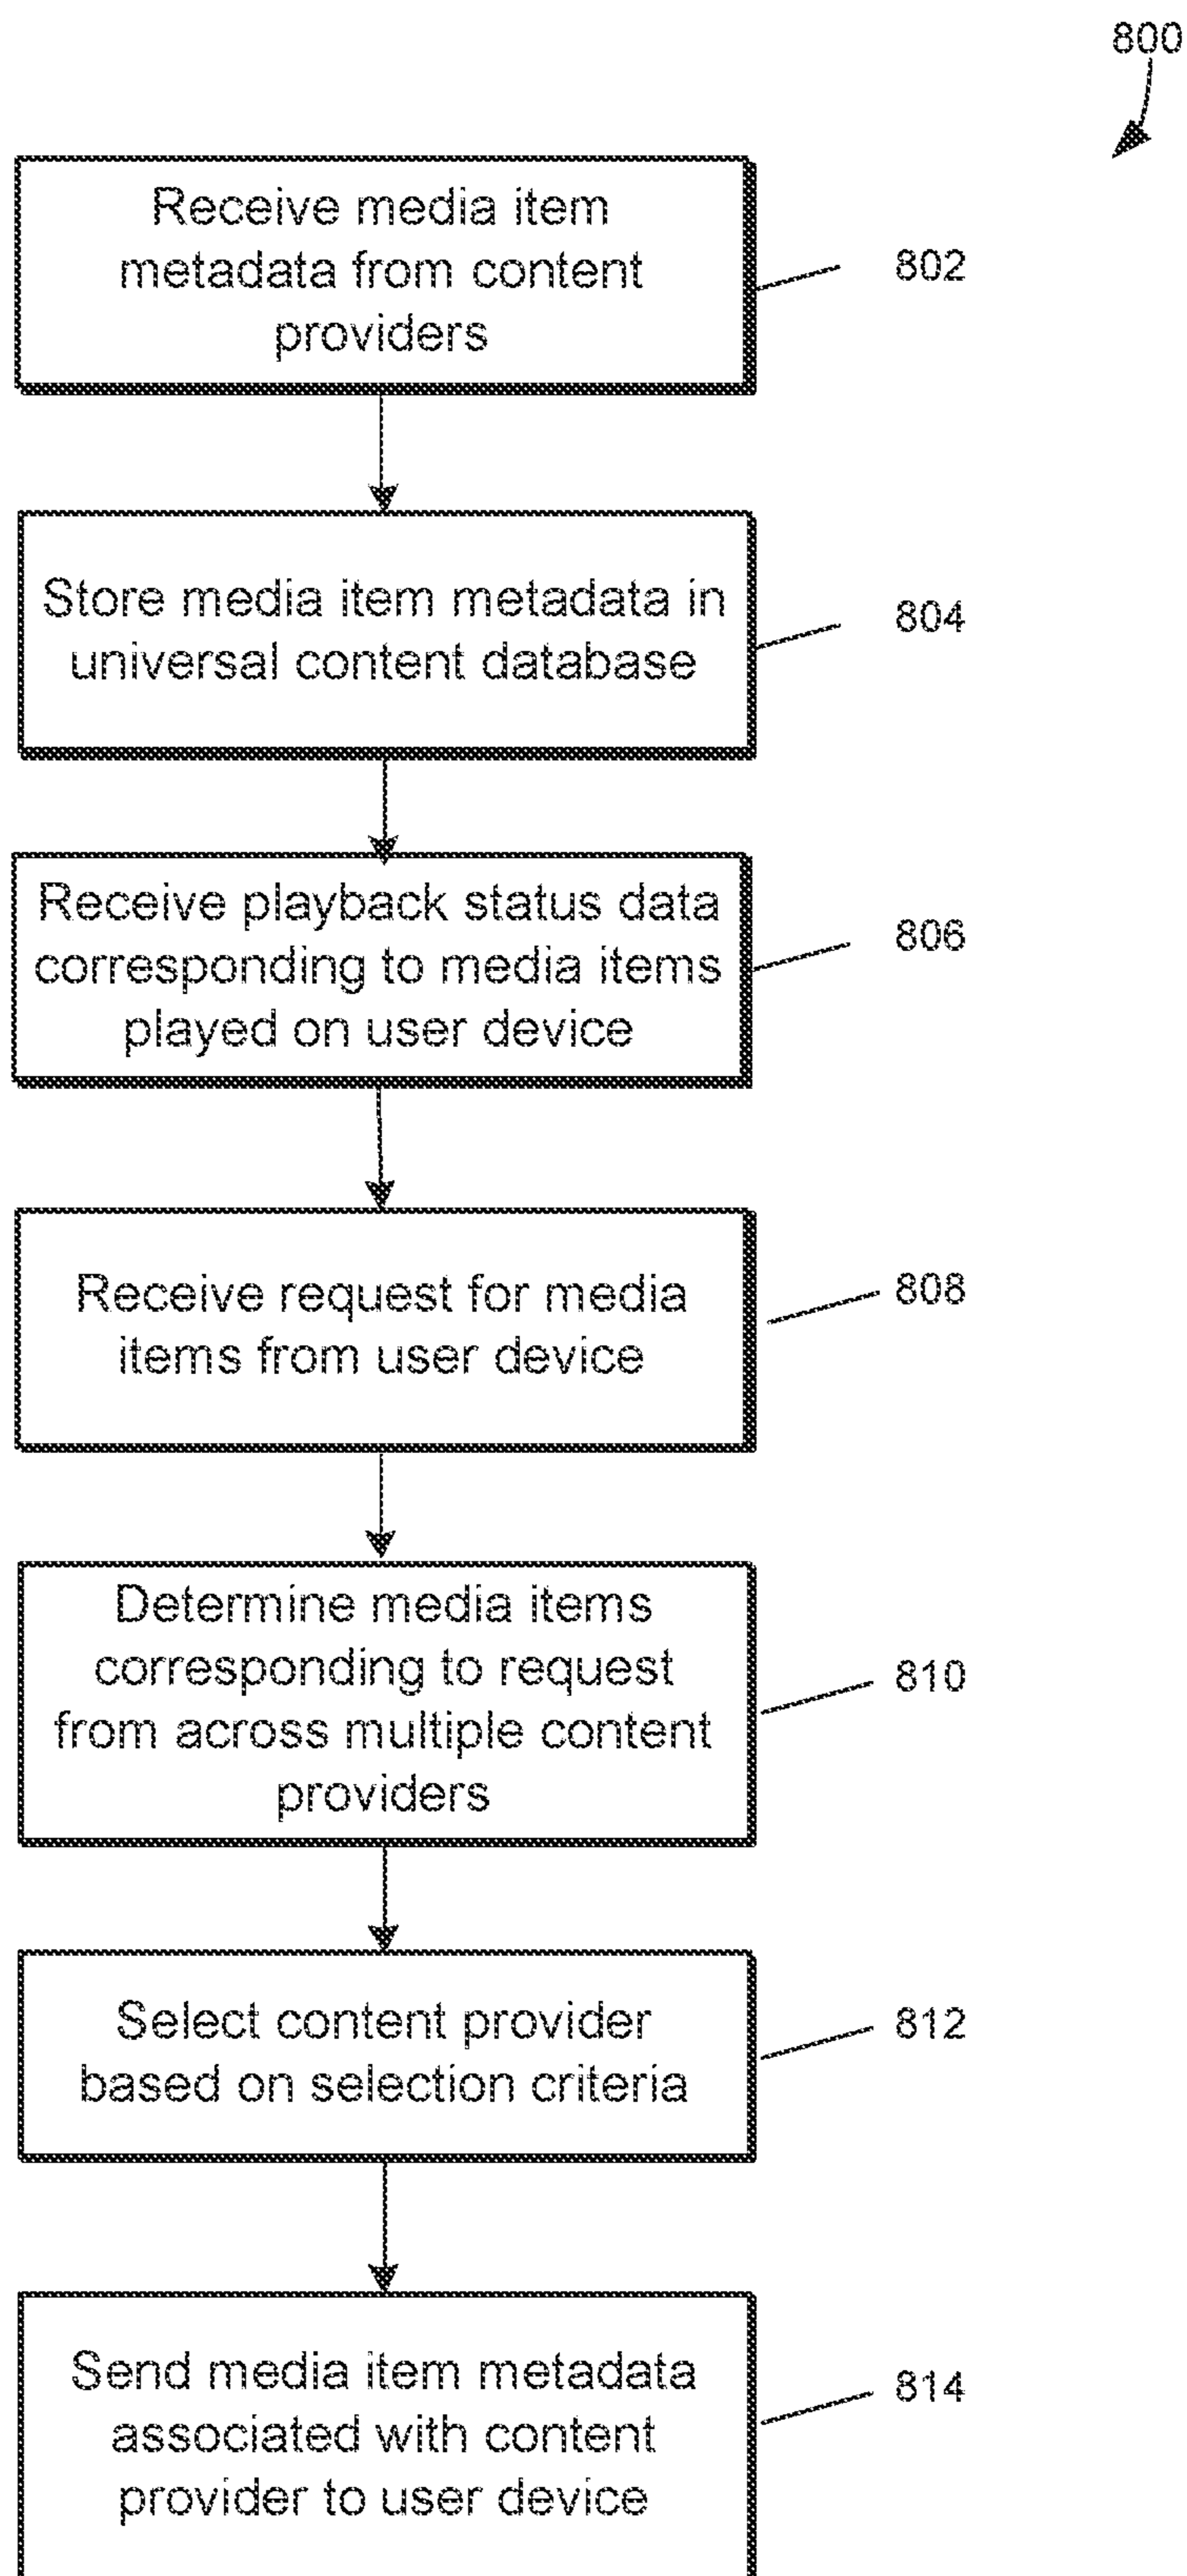 800
Receive media item
metadata from content
providers
802
Store media item metadata in
universal content database
804
Receive playback status data
corresponding to media items
played on user device
806
Receive request for media
items from user device
808
Determine media items
corresponding to request
from across multiple content
providers
810
Select content provider
based on selection criteria
812
Send media item metadata
associated with content
provider to user device
814